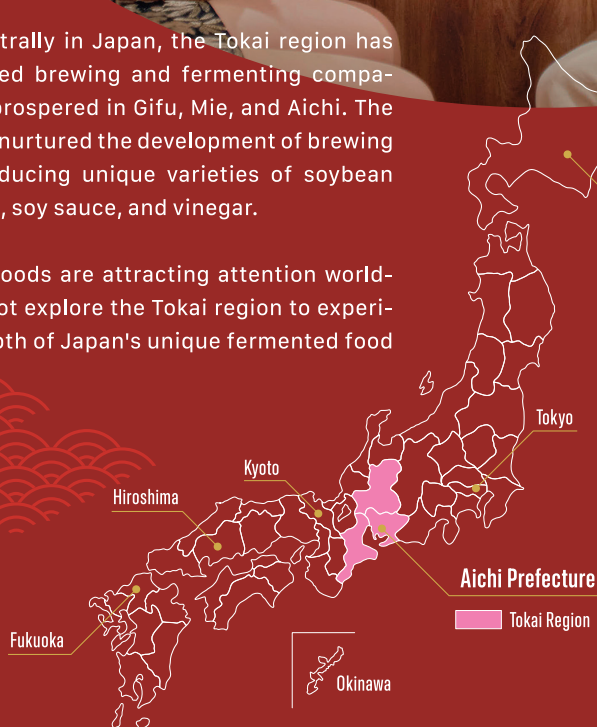 trally in Japan, the Tokai region has
ed brewing and fermenting compa-
prospered in Gifu, Mie, and Aichi. The
nurtured the development of brewing
ducing unique varieties of soybean
, soy sauce, and vinegar.
oods are attracting attention world-
ot explore the Tokai region to experi-
oth of Japan's unique fermented food
Tokyo
Kyoto
Hiroshima
Aichi Prefecture
Tokai Region
Fukuoka
Okinawa